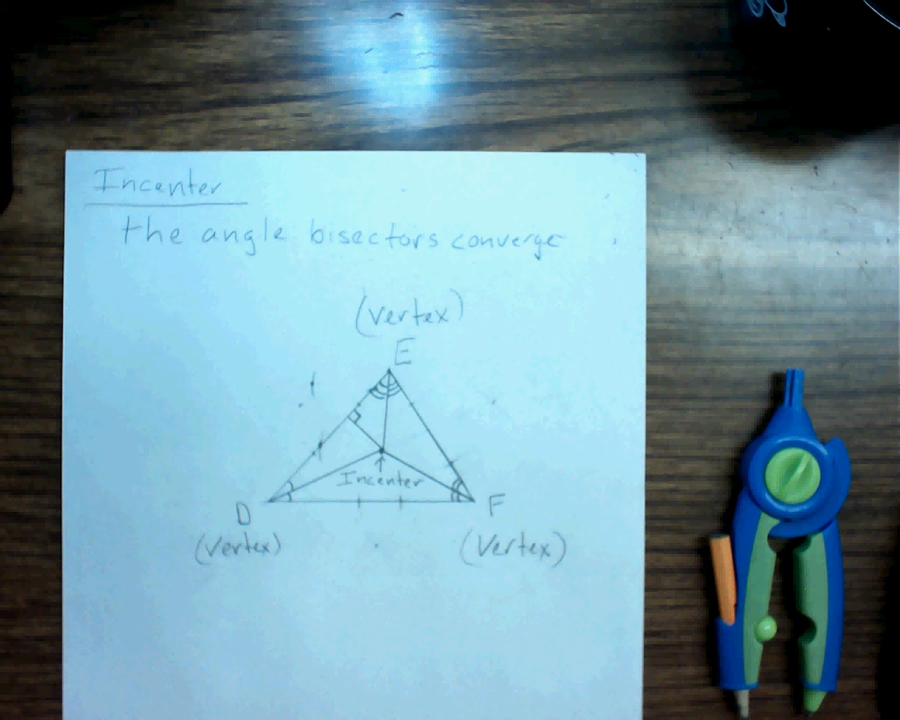 Incenter
the angle bisectors converge
(vertex)
E
Incenter
D
F
(vertex)
(vertex)